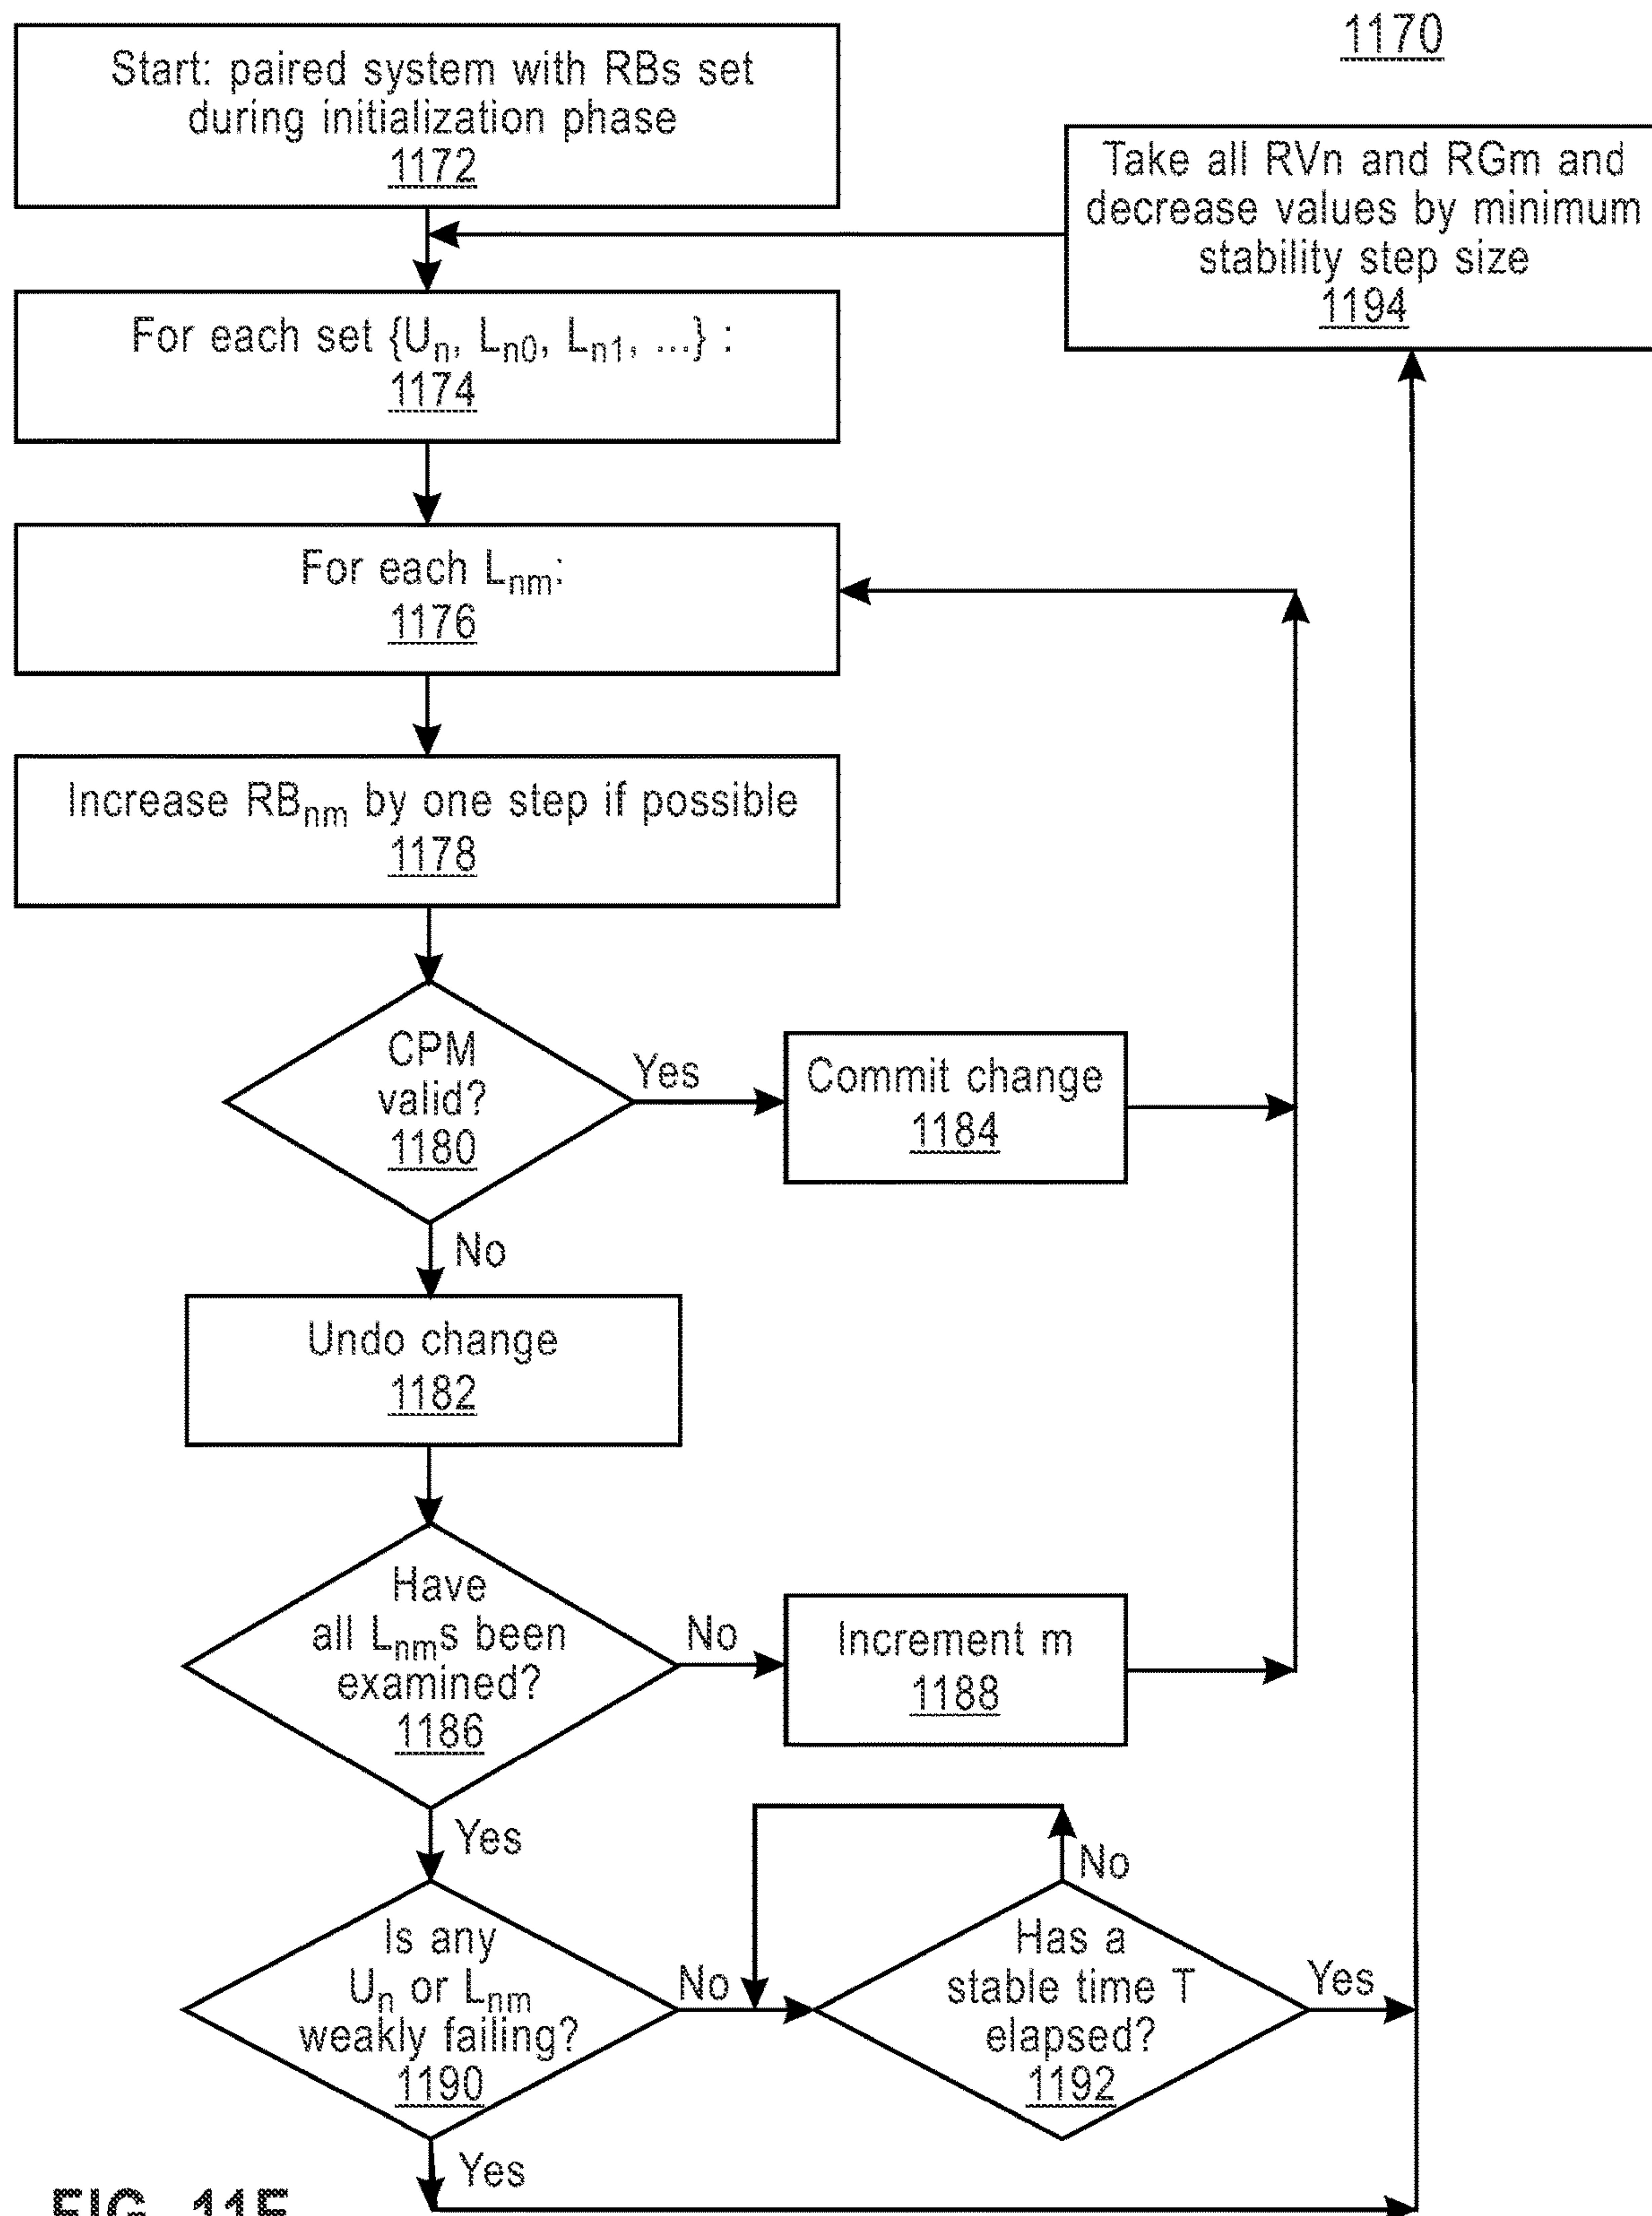 1170
Start: paired system with RBs set
during initialization phase
1172
Take all RVn and RGm and
decrease values by minimum
stability step size
1194
For each set {Un, Ln0, Ln1, ...} :
1174
For each Lnm:
1176
Increase RBnm by one step if possible
1178
CPM
valid?
1180
Yes
Commit change
1184
No
Undo change
1182
Have
all Lnms been
examined?
1186
No
Increment m
1188
Yes
Is any
Un or Lnm
weakly failing?
1190
No
No
Has a
stable time T
elapsed?
1192
Yes
Yes